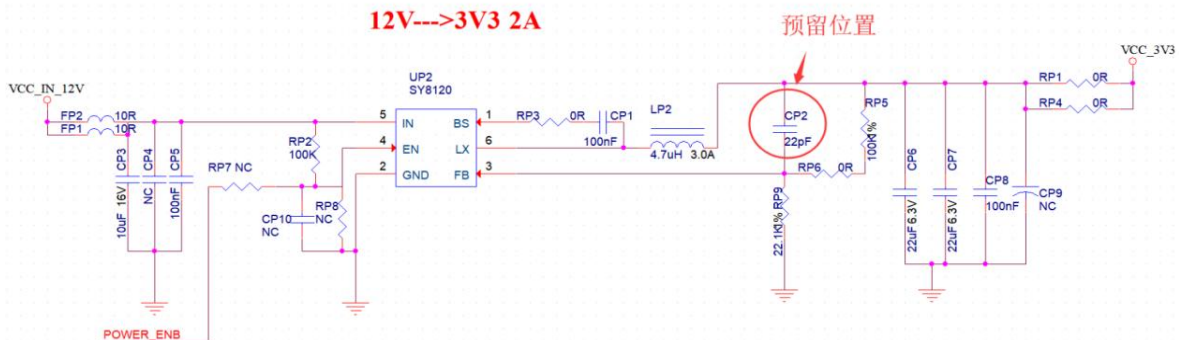 12V--->3V3 2A
预留位置
VCC_IN_12V
FP2 10R
FP1 10R
CP3
10uF 16V
CP4
NC
CP5
100nF
RP2
100K
RP7 NC
CP10
NC
RP8
NC
POWER_ENB
UP2
SY8120
5 IN BS 1
4 EN LX 6
2 GND FB 3
RP3 0R
CP1
100nF
LP2
4.7uH 3.0A
CP2
22pF
RP5
100K1%
RP6 0R
RP9
22.1K1%
CP6
22uF 6.3V
CP7
22uF 6.3V
CP8
100nF
CP9
NC
RP1 0R
RP4 0R
VCC_3V3